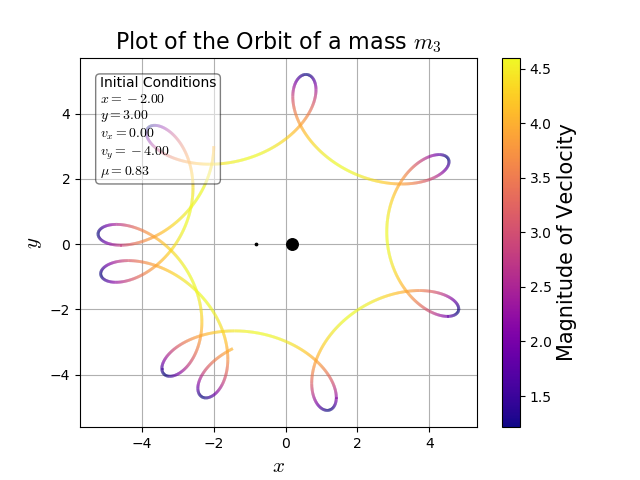 Plot of the Orbit of a mass m₃
Initial Conditions
x = −2.00
y = 3.00
vₓ = 0.00
v_y = −4.00
μ = 0.83
4
2
0
−2
−4
y
−4
−2
0
2
4
x
4.5
4.0
3.5
3.0
2.5
2.0
1.5
Magnitude of Veclocity